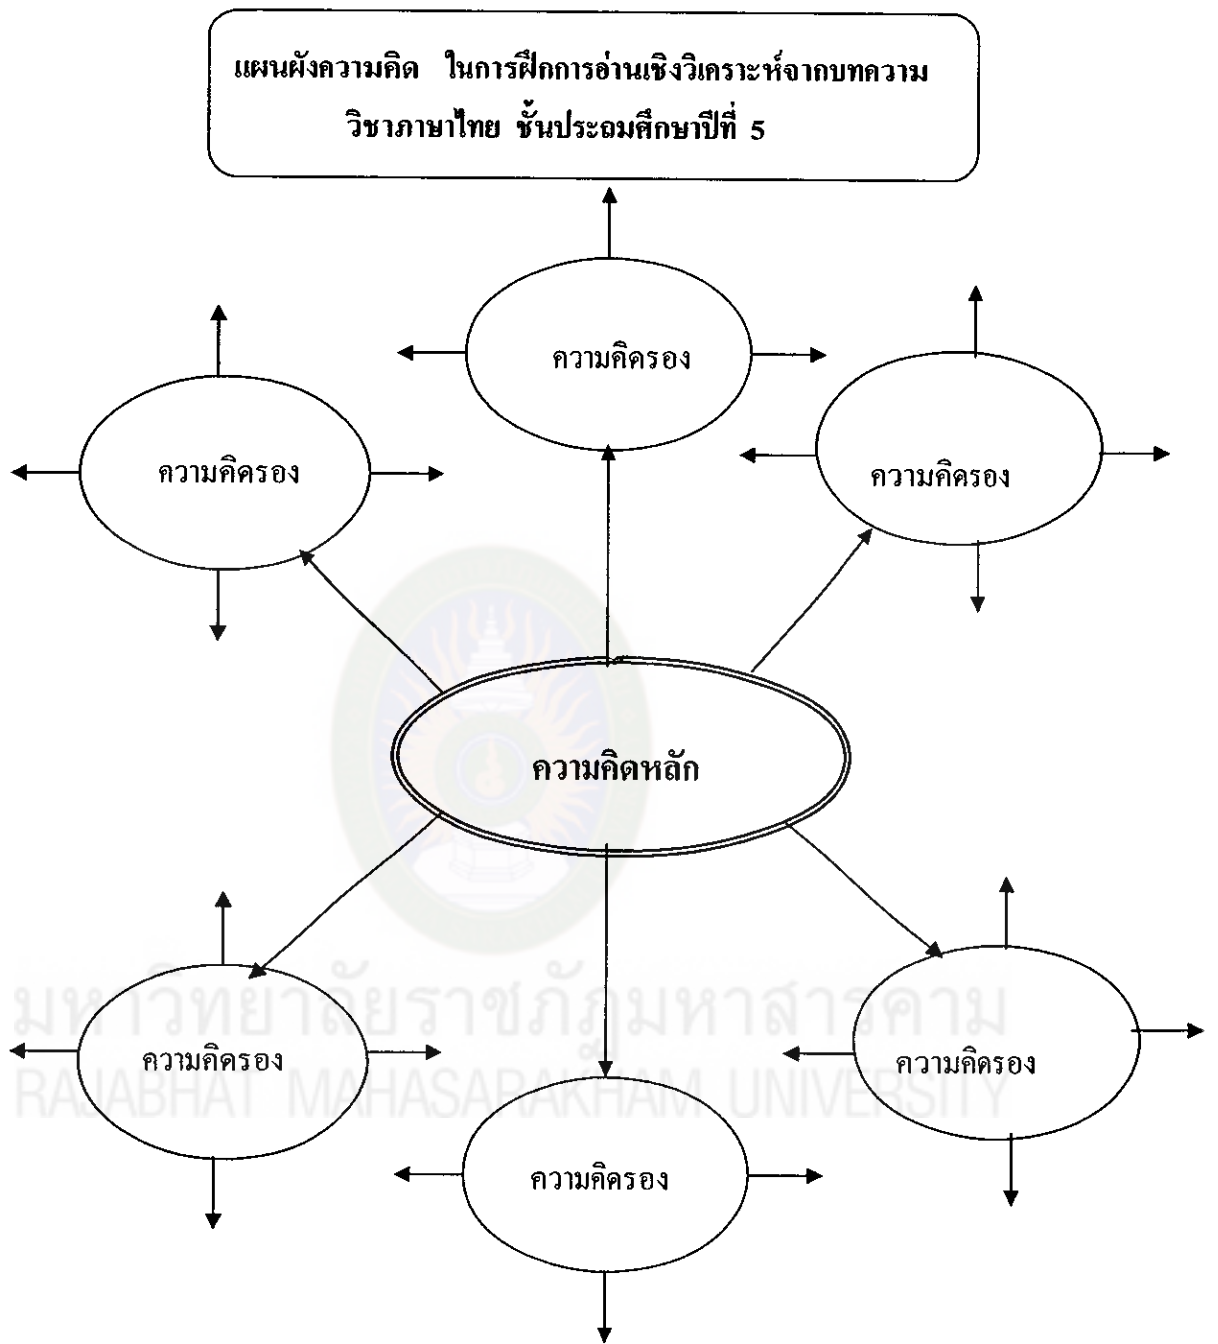 แผนผังความคิด ในการฝึกการอ่านเชิงวิเคราะห์จากบทความ
วิชาภาษาไทย ชั้นประถมศึกษาปีที่ 5
ความคิดรอง
ความคิดรอง
ความคิดรอง
ความคิดหลัก
ความคิดรอง
ความคิดรอง
ความคิดรอง
มหาวิทยาลัยราชภัฏมหาสารคาม
RAJABHAT MAHASARAKHAM UNIVERSITY